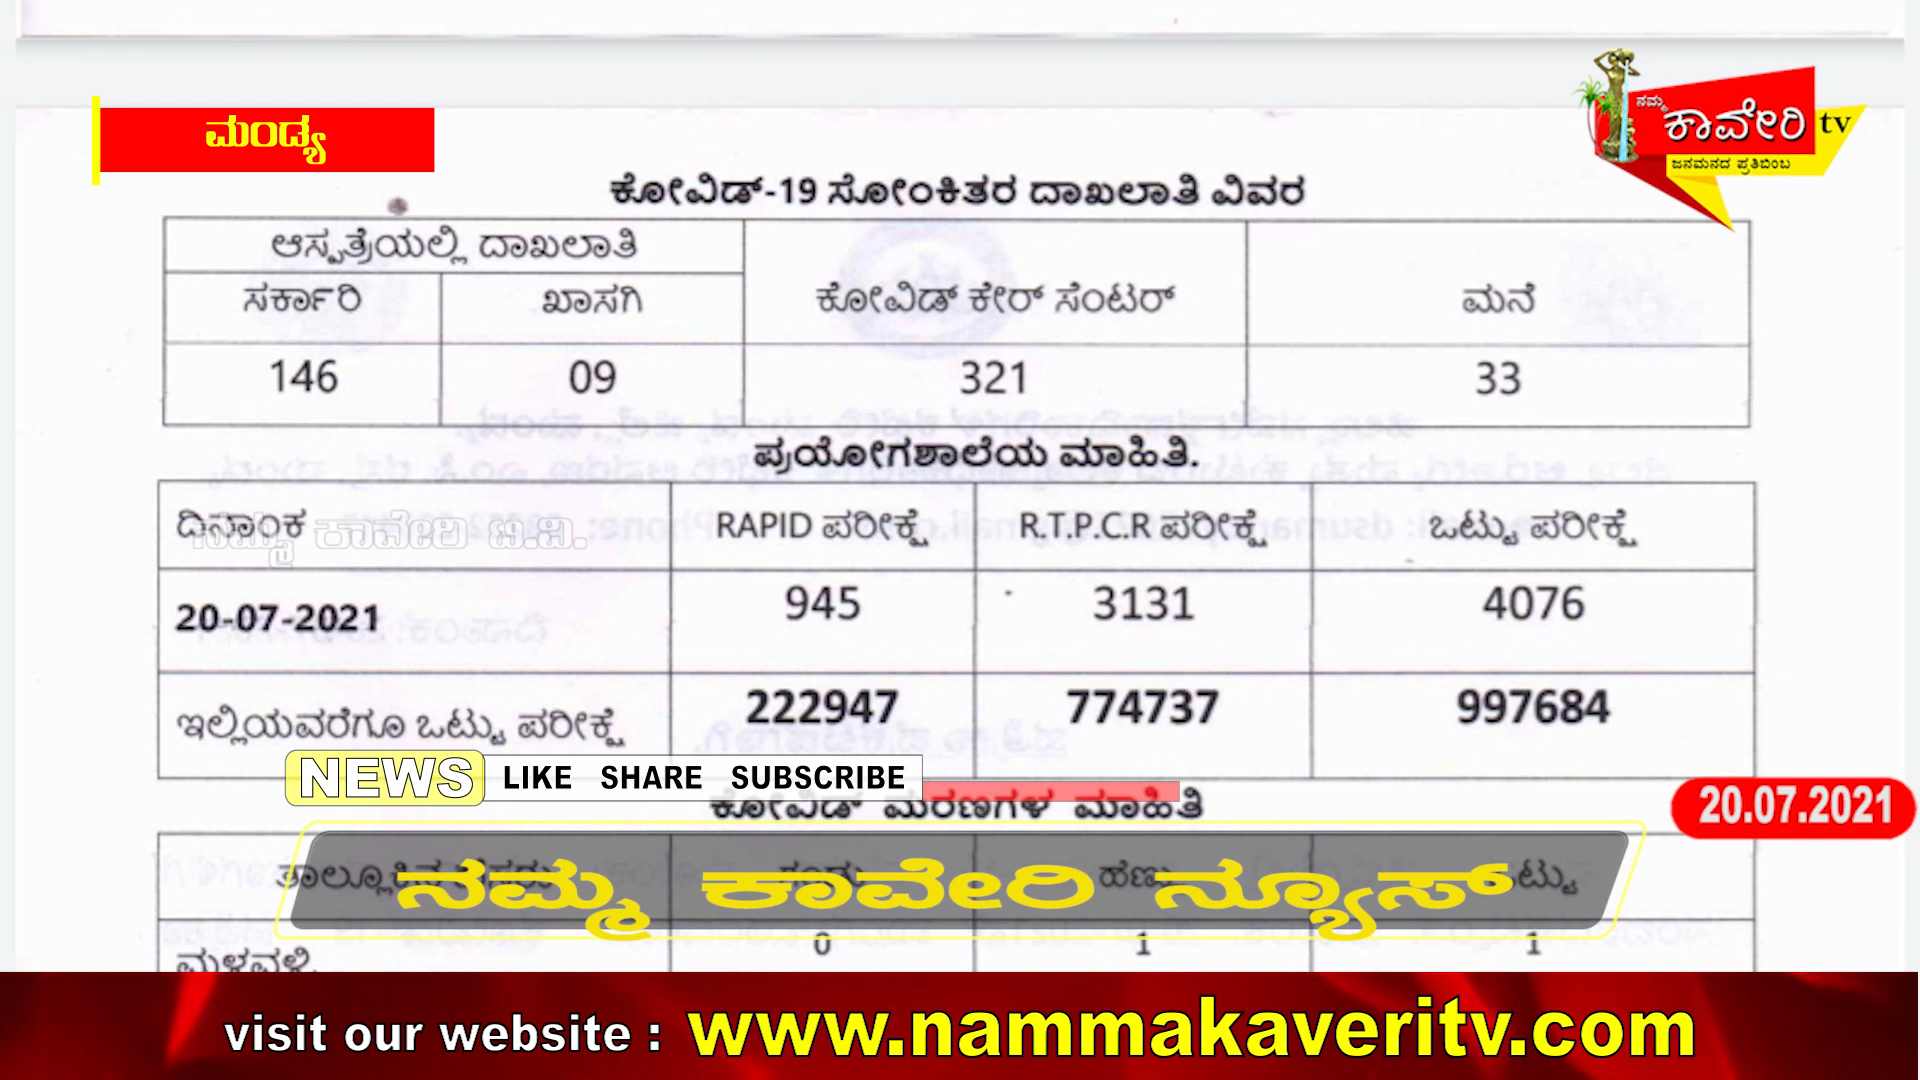 ಮಂಡ್ಯ
ನಮ್ಮ
ಕಾವೇರಿ tv
ಜನಮನದ ಪ್ರತಿಬಿಂಬ
ಕೋವಿಡ್-19 ಸೋಂಕಿತರ ದಾಖಲಾತಿ ವಿವರ
ಆಸ್ಪತ್ರೆಯಲ್ಲಿ ದಾಖಲಾತಿ
ಸರ್ಕಾರಿ ಖಾಸಗಿ ಕೋವಿಡ್ ಕೇರ್ ಸೆಂಟರ್ ಮನೆ
146 09 321 33
ಪ್ರಯೋಗಶಾಲೆಯ ಮಾಹಿತಿ.
ದಿನಾಂಕ RAPID ಪರೀಕ್ಷೆ R.T.P.C.R ಪರೀಕ್ಷೆ ಒಟ್ಟು ಪರೀಕ್ಷೆ
ನಮ್ಮ ಕಾವೇರಿ ಟಿ.ವಿ.
20-07-2021 945 3131 4076
ಇಲ್ಲಿಯವರೆಗೂ ಒಟ್ಟು ಪರೀಕ್ಷೆ 222947 774737 997684
NEWS LIKE SHARE SUBSCRIBE
ಕೋವಿಡ್ ಮರಣಗಳ ಮಾಹಿತಿ
20.07.2021
ಹೆಣ್ಣು ಒಟ್ಟು
ನಮ್ಮ ಕಾವೇರಿ ನ್ಯೂಸ್
ಮಳವಳ್ಳಿ 0 1 1
visit our website : www.nammakaveritv.com